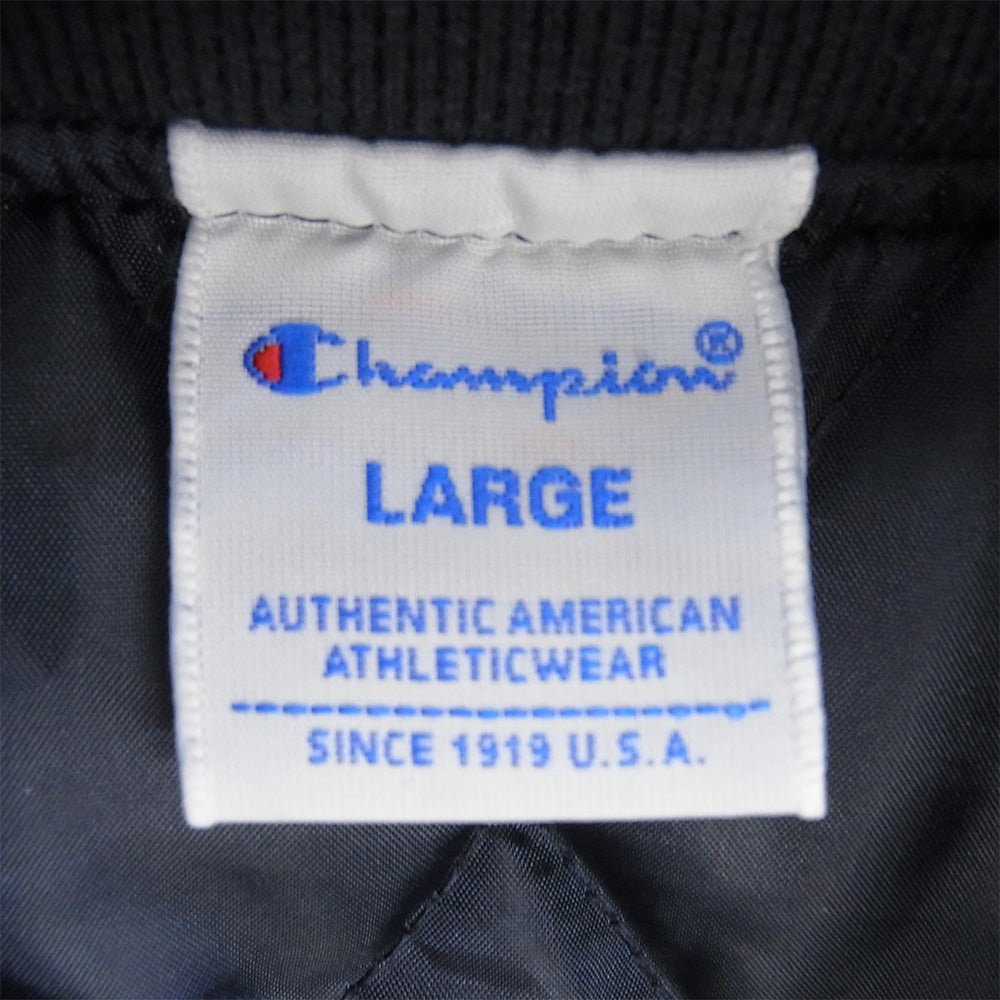 Champion®
LARGE
AUTHENTIC AMERICAN
ATHLETICWEAR
SINCE 1919 U.S.A.